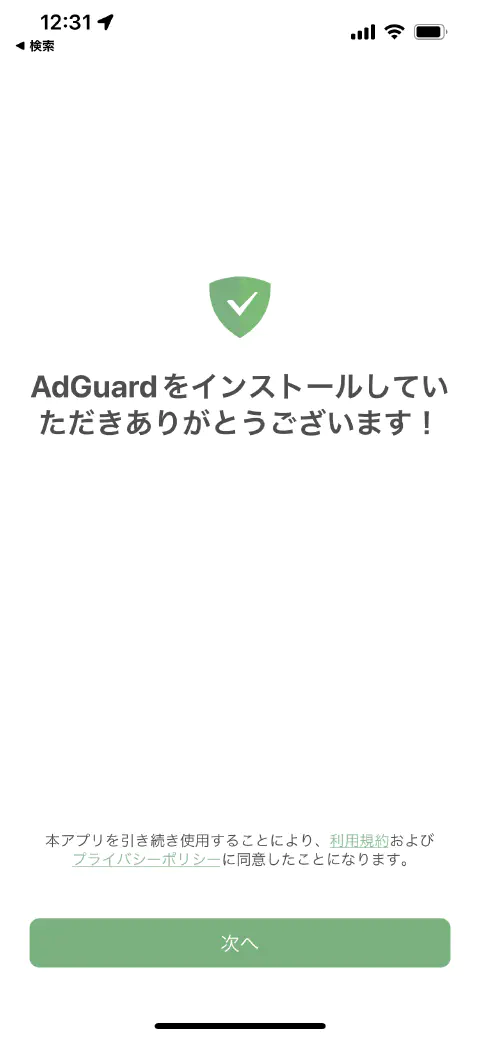 12:31
◀ 検索
AdGuardをインストールしてい
ただきありがとうございます！
本アプリを引き続き使用することにより、利用規約および
プライバシーポリシーに同意したことになります。
次へ